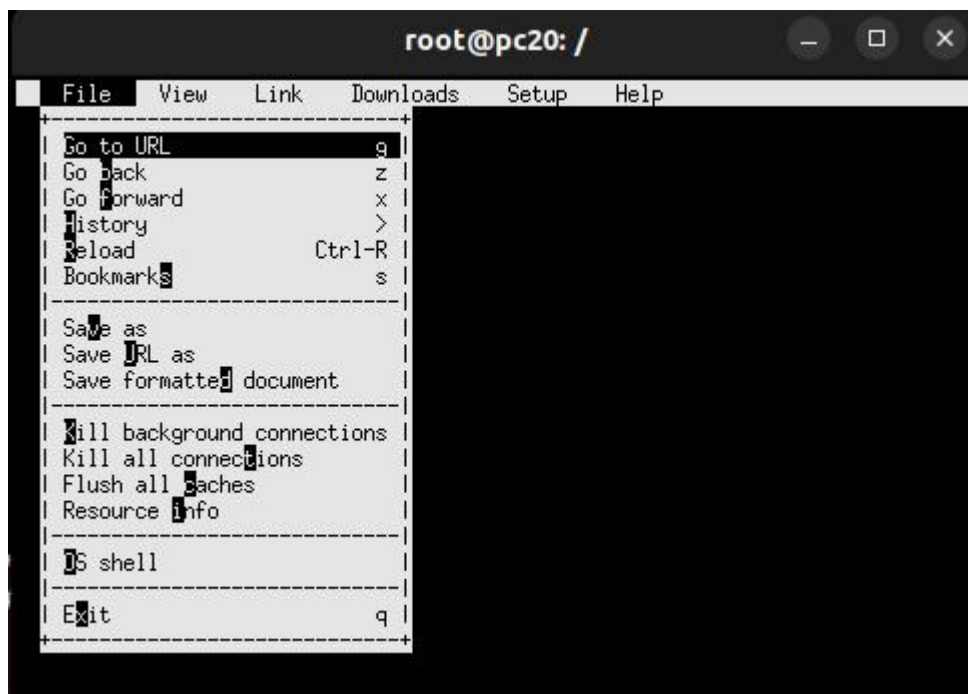 root@pc20: /
File View Link Downloads Setup Help
Go to URL g
Go back z
Go forward x
History >
Reload Ctrl-R
Bookmarks s
Save as
Save URL as
Save formatted document
Kill background connections
Kill all connections
Flush all caches
Resource info
OS shell
Exit q